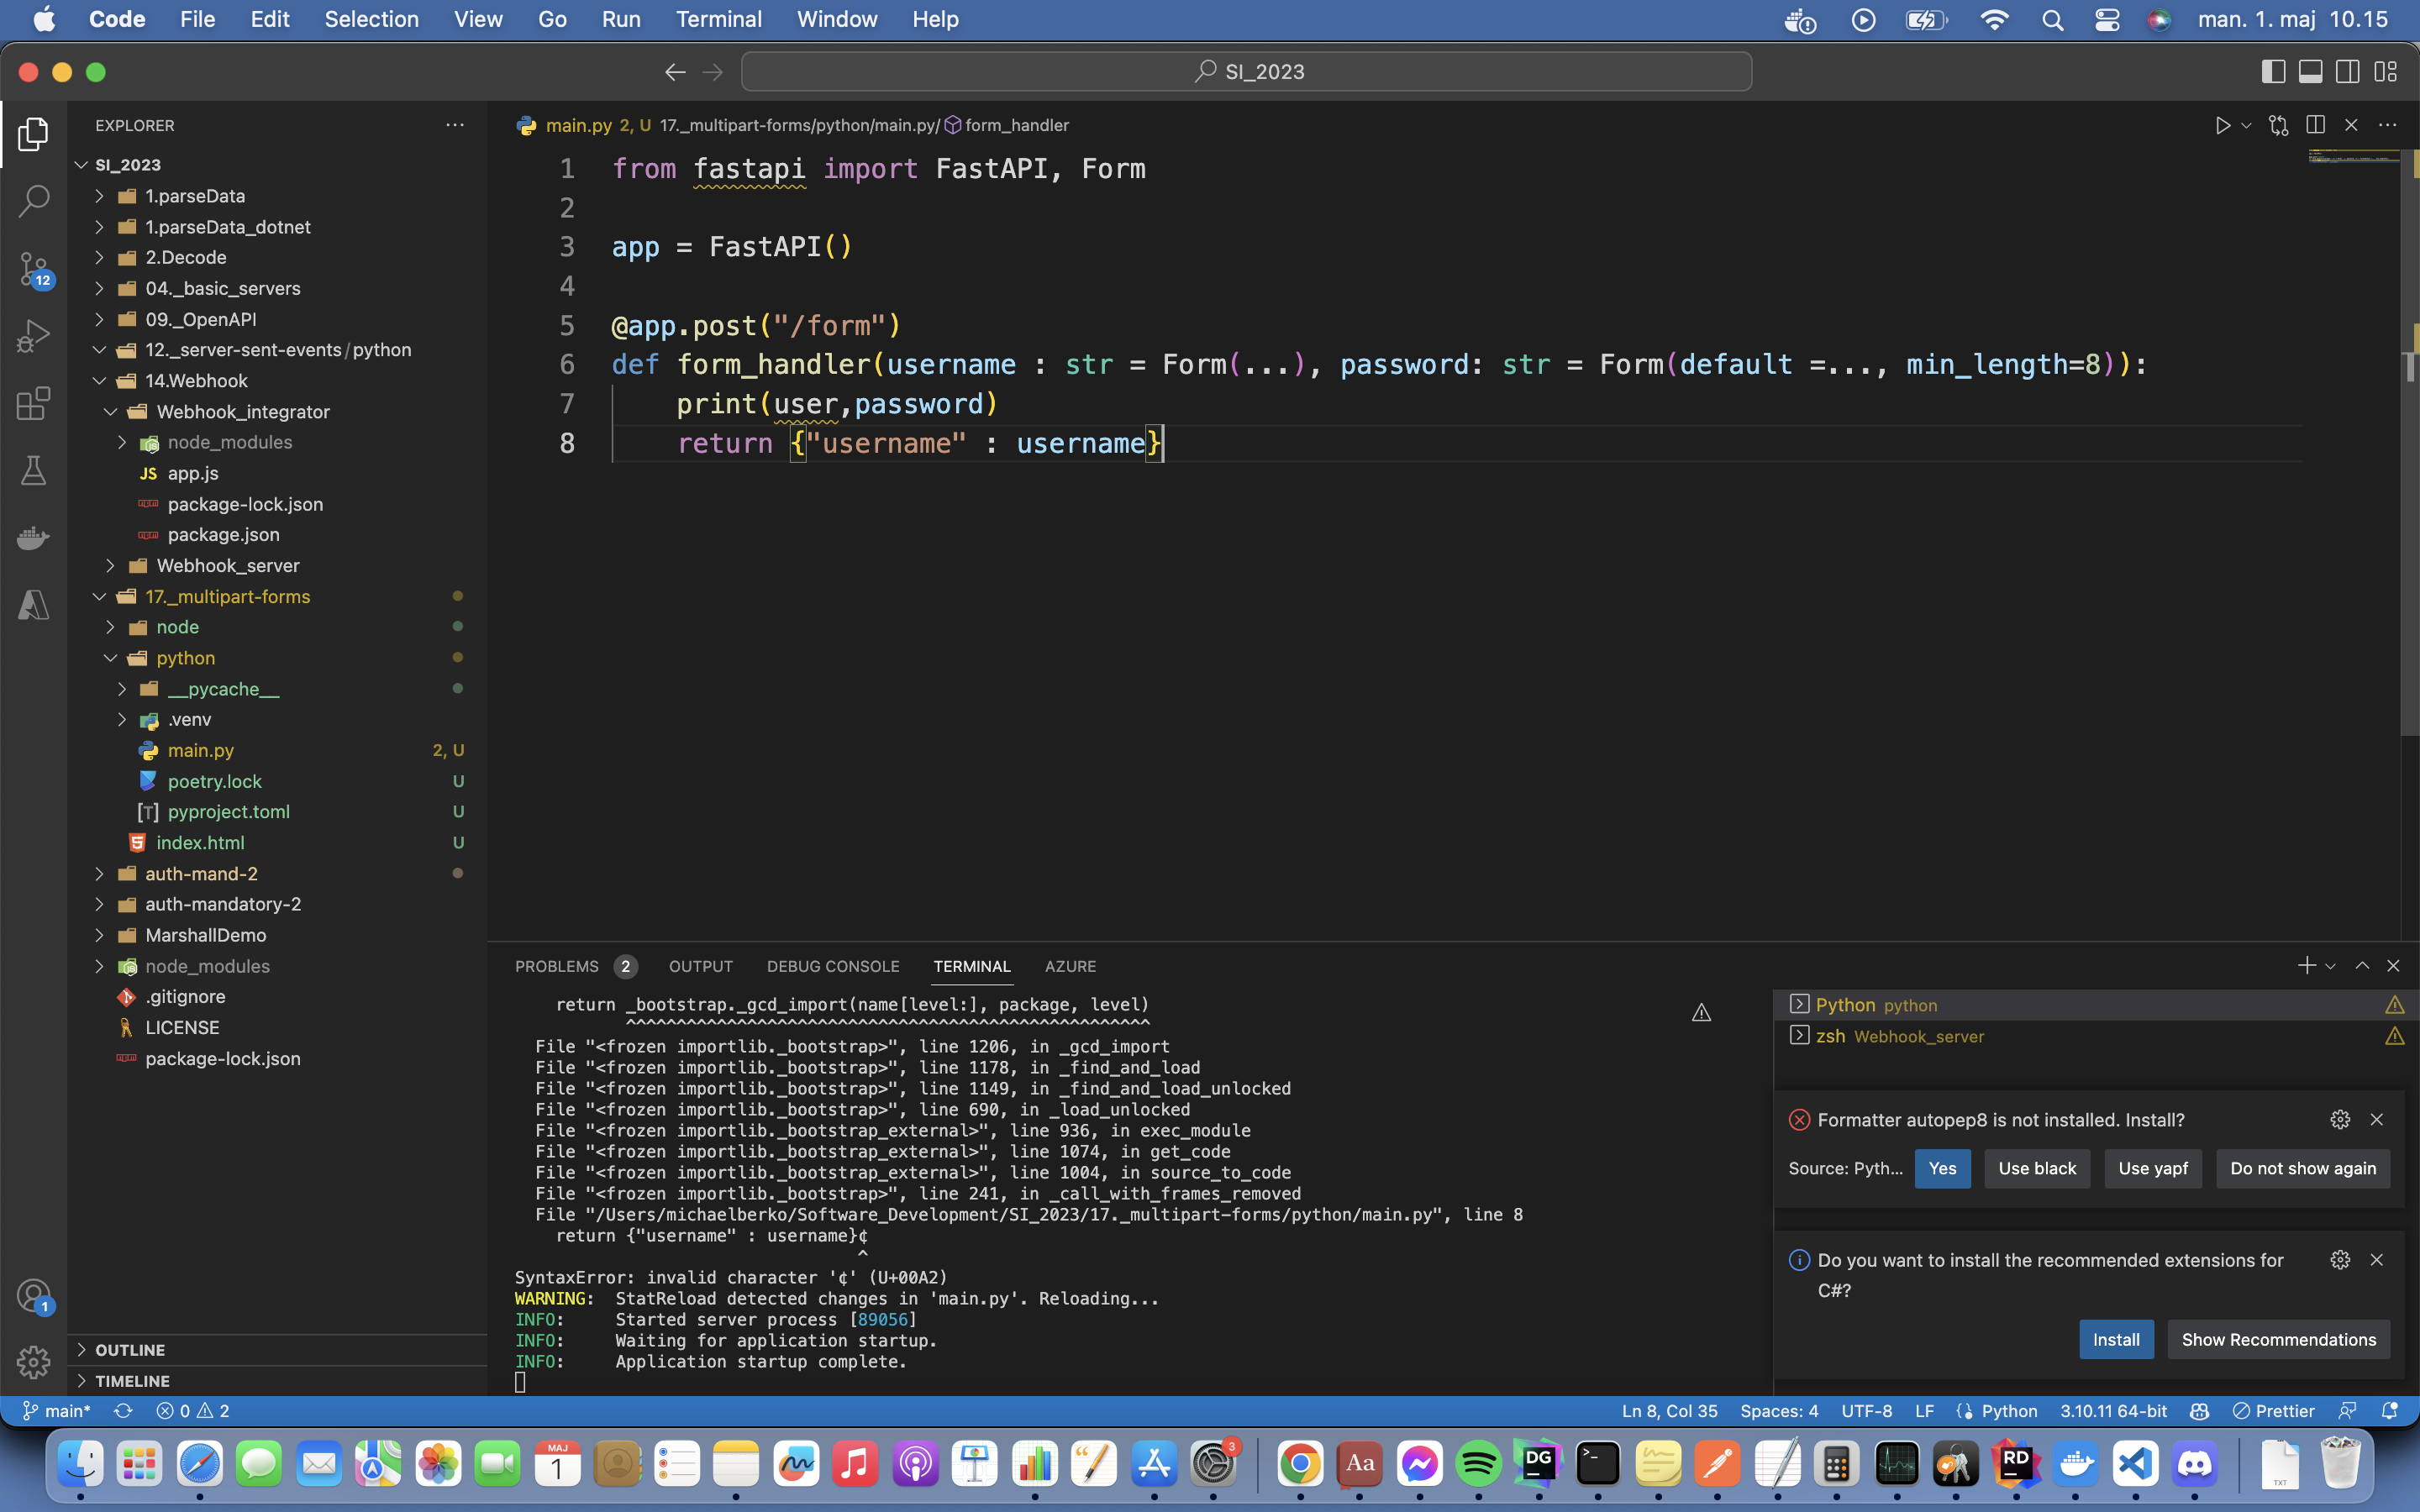 Code File Edit Selection View Go Run Terminal Window Help man. 1. maj 10.15
SI_2023
EXPLORER
SI_2023
1.parseData
1.parseData_dotnet
2.Decode
04._basic_servers
09._OpenAPI
12._server-sent-events/python
14.Webhook
Webhook_integrator
node_modules
JS app.js
package-lock.json
package.json
Webhook_server
17._multipart-forms
node
python
__pycache__
.venv
main.py 2, U
poetry.lock U
[T] pyproject.toml U
index.html U
auth-mand-2
auth-mandatory-2
MarshallDemo
node_modules
.gitignore
LICENSE
package-lock.json
OUTLINE
TIMELINE
12
1
main.py 2, U 17._multipart-forms/python/main.py/ form_handler
1 from fastapi import FastAPI, Form
2
3 app = FastAPI()
4
5 @app.post("/form")
6 def form_handler(username : str = Form(...), password: str = Form(default =..., min_length=8)):
7     print(user,password)
8     return {"username" : username}
PROBLEMS 2 OUTPUT DEBUG CONSOLE TERMINAL AZURE
    return _bootstrap._gcd_import(name[level:], package, level)
           ^^^^^^^^^^^^^^^^^^^^^^^^^^^^^^^^^^^^^^^^^^^^^^^^^^^^
  File "<frozen importlib._bootstrap>", line 1206, in _gcd_import
  File "<frozen importlib._bootstrap>", line 1178, in _find_and_load
  File "<frozen importlib._bootstrap>", line 1149, in _find_and_load_unlocked
  File "<frozen importlib._bootstrap>", line 690, in _load_unlocked
  File "<frozen importlib._bootstrap_external>", line 936, in exec_module
  File "<frozen importlib._bootstrap_external>", line 1074, in get_code
  File "<frozen importlib._bootstrap_external>", line 1004, in source_to_code
  File "<frozen importlib._bootstrap>", line 241, in _call_with_frames_removed
  File "/Users/michaelberko/Software_Development/SI_2023/17._multipart-forms/python/main.py", line 8
    return {"username" : username}¢
                                  ^
SyntaxError: invalid character '¢' (U+00A2)
WARNING:  StatReload detected changes in 'main.py'. Reloading...
INFO:     Started server process [89056]
INFO:     Waiting for application startup.
INFO:     Application startup complete.
Python python
zsh Webhook_server
Formatter autopep8 is not installed. Install?
Source: Pyth... Yes Use black Use yapf Do not show again
Do you want to install the recommended extensions for
C#?
Install Show Recommendations
main* 0 2 Ln 8, Col 35 Spaces: 4 UTF-8 LF Python 3.10.11 64-bit Prettier
MAJ
1
3
Aa
DG
RD
TXT